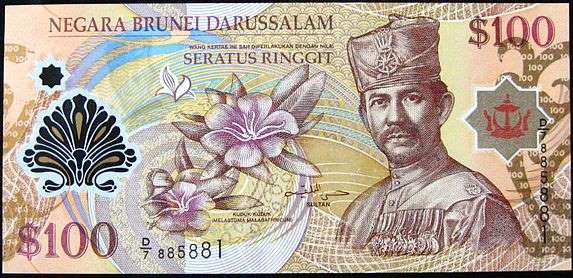 NEGARA BRUNEI DARUSSALAM
$100
WANG KERTAS INI SAH DIPERLAKUKAN DENGAN NILAI
SERATUS RINGGIT
SULTAN
KUDUK-KUDUK
(MELASTOMA MALABATHRICUM)
$100
D/7 885881
D/7 885881
$100